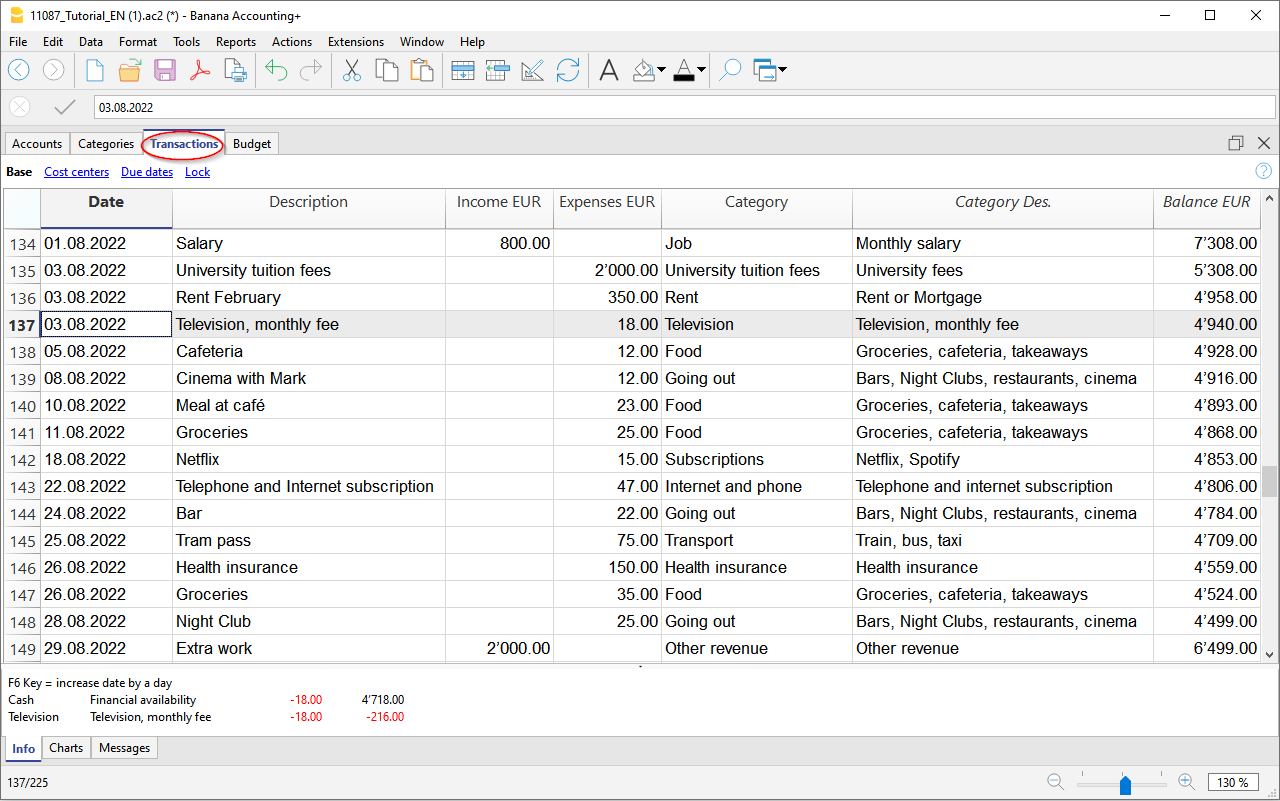 11087_Tutorial_EN (1).ac2 (*) - Banana Accounting+
File Edit Data Format Tools Reports Actions Extensions Window Help
03.08.2022
Accounts Categories Transactions Budget
Base Cost centers Due dates Lock
Date Description Income EUR Expenses EUR Category Category Des. Balance EUR
134 01.08.2022 Salary 800.00 Job Monthly salary 7’308.00
135 03.08.2022 University tuition fees 2’000.00 University tuition fees University fees 5’308.00
136 03.08.2022 Rent February 350.00 Rent Rent or Mortgage 4’958.00
137 03.08.2022 Television, monthly fee 18.00 Television Television, monthly fee 4’940.00
138 05.08.2022 Cafeteria 12.00 Food Groceries, cafeteria, takeaways 4’928.00
139 08.08.2022 Cinema with Mark 12.00 Going out Bars, Night Clubs, restaurants, cinema 4’916.00
140 10.08.2022 Meal at café 23.00 Food Groceries, cafeteria, takeaways 4’893.00
141 11.08.2022 Groceries 25.00 Food Groceries, cafeteria, takeaways 4’868.00
142 18.08.2022 Netflix 15.00 Subscriptions Netflix, Spotify 4’853.00
143 22.08.2022 Telephone and Internet subscription 47.00 Internet and phone Telephone and internet subscription 4’806.00
144 24.08.2022 Bar 22.00 Going out Bars, Night Clubs, restaurants, cinema 4’784.00
145 25.08.2022 Tram pass 75.00 Transport Train, bus, taxi 4’709.00
146 26.08.2022 Health insurance 150.00 Health insurance Health insurance 4’559.00
147 26.08.2022 Groceries 35.00 Food Groceries, cafeteria, takeaways 4’524.00
148 28.08.2022 Night Club 25.00 Going out Bars, Night Clubs, restaurants, cinema 4’499.00
149 29.08.2022 Extra work 2’000.00 Other revenue Other revenue 6’499.00
F6 Key = increase date by a day
Cash Financial availability -18.00 4’718.00
Television Television, monthly fee -18.00 -216.00
Info Charts Messages
137/225 130 %